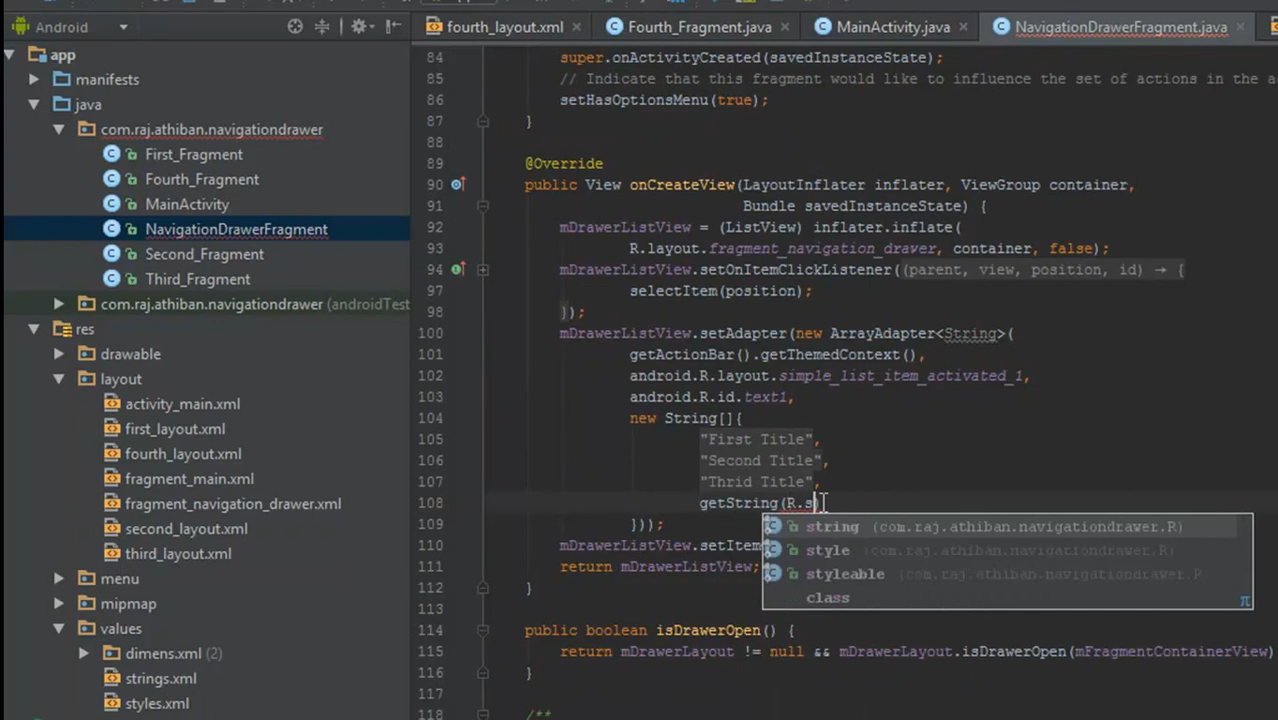 Android
fourth_layout.xml
Fourth_Fragment.java
MainActivity.java
NavigationDrawerFragment.java
app
manifests
java
com.raj.athiban.navigationdrawer
First_Fragment
Fourth_Fragment
MainActivity
NavigationDrawerFragment
Second_Fragment
Third_Fragment
com.raj.athiban.navigationdrawer (androidTest
res
drawable
layout
activity_main.xml
first_layout.xml
fourth_layout.xml
fragment_main.xml
fragment_navigation_drawer.xml
second_layout.xml
third_layout.xml
menu
mipmap
values
dimens.xml (2)
strings.xml
styles.xml
84 super.onActivityCreated(savedInstanceState);
85 // Indicate that this fragment would like to influence the set of actions in the a
86 setHasOptionsMenu(true);
87 }
88
89 @Override
90 public View onCreateView(LayoutInflater inflater, ViewGroup container,
91 Bundle savedInstanceState) {
92 mDrawerListView = (ListView) inflater.inflate(
93 R.layout.fragment_navigation_drawer, container, false);
94 mDrawerListView.setOnItemClickListener((parent, view, position, id) → {
97 selectItem(position);
98 });
100 mDrawerListView.setAdapter(new ArrayAdapter<String>(
101 getActionBar().getThemedContext(),
102 android.R.layout.simple_list_item_activated_1,
103 android.R.id.text1,
104 new String[]{
105 "First Title",
106 "Second Title",
107 "Thrid Title",
108 getString(R.s)
109 }));
110 mDrawerListView.setItem
111 return mDrawerListView;
112 }
113
114 public boolean isDrawerOpen() {
115 return mDrawerLayout != null && mDrawerLayout.isDrawerOpen(mFragmentContainerView)
116 }
117
118 /**
string (com.raj.athiban.navigationdrawer.R)
style (com.raj.athiban.navigationdrawer.R)
styleable (com.raj.athiban.navigationdrawer.R)
class
π